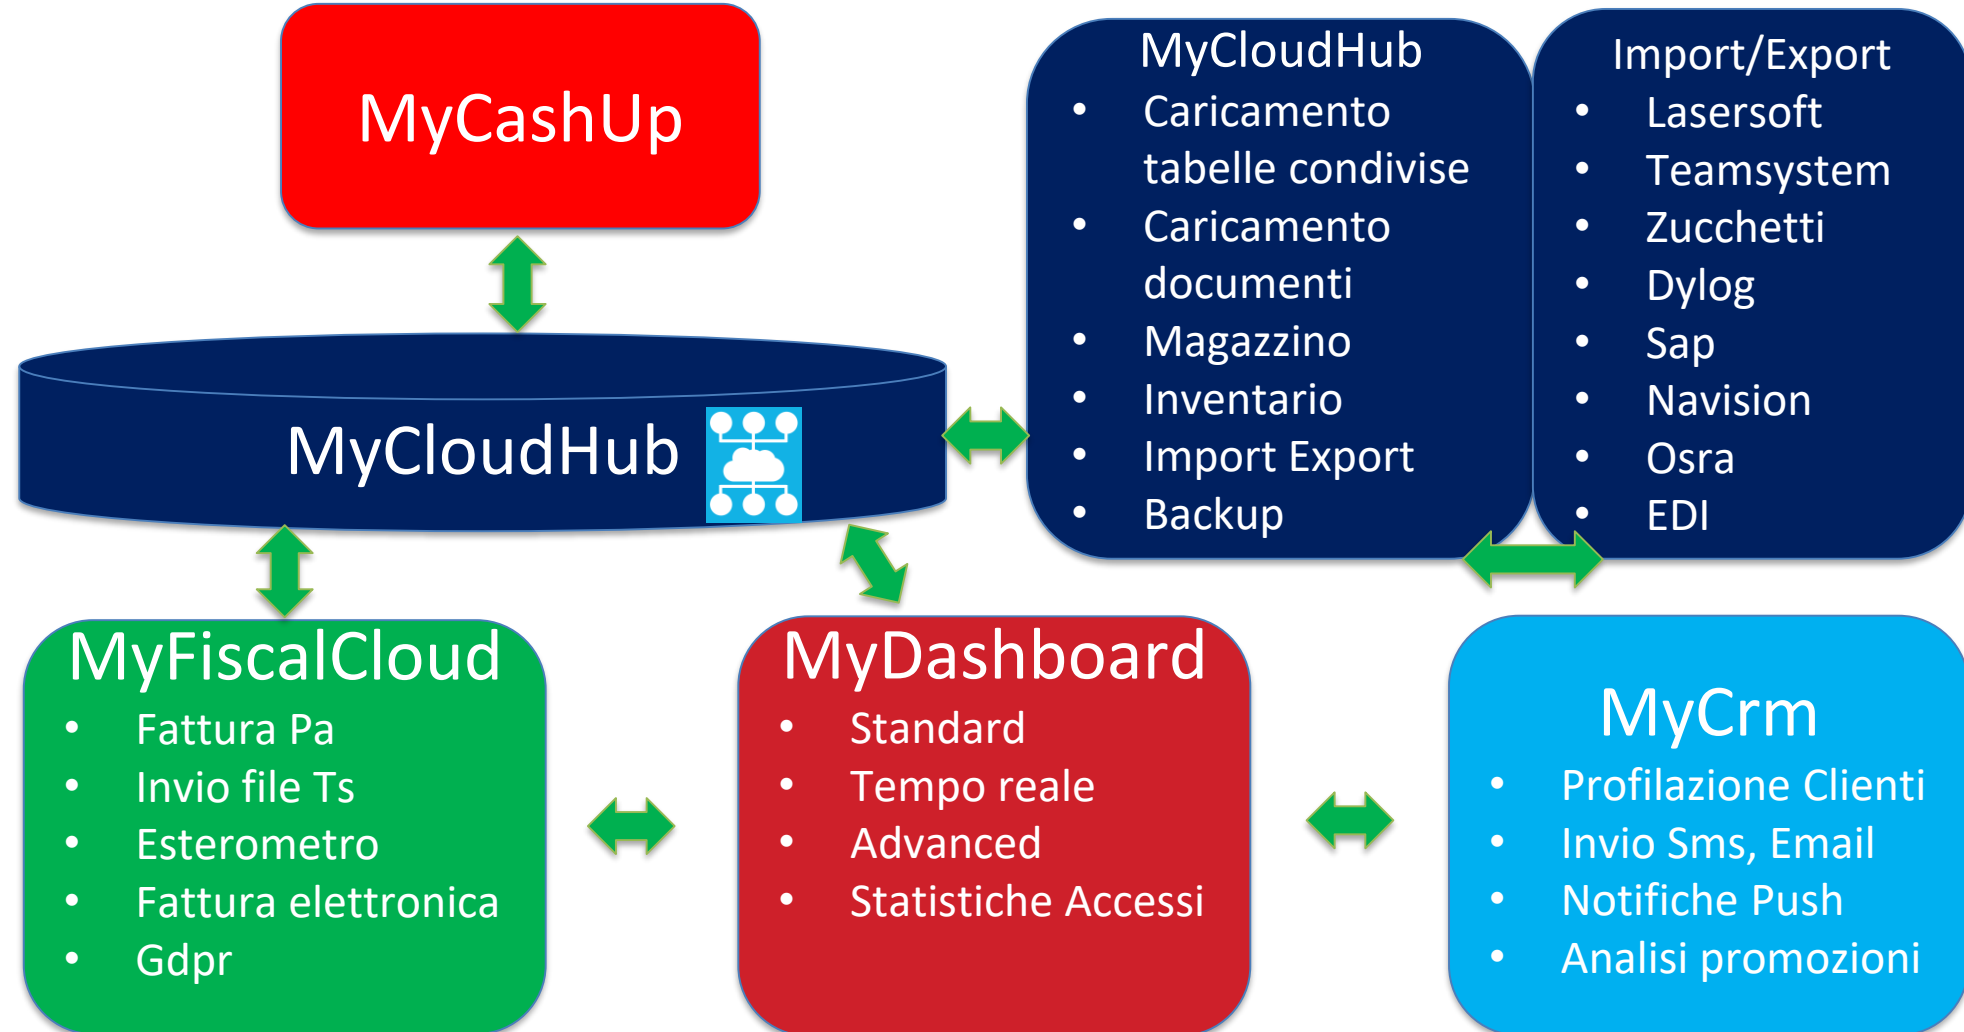 MyCashUp
MyCloudHub
MyCloudHub
• Caricamento
tabelle condivise
• Caricamento
documenti
• Magazzino
• Inventario
• Import Export
• Backup
Import/Export
• Lasersoft
• Teamsystem
• Zucchetti
• Dylog
• Sap
• Navision
• Osra
• EDI
MyFiscalCloud
• Fattura Pa
• Invio file Ts
• Esterometro
• Fattura elettronica
• Gdpr
MyDashboard
• Standard
• Tempo reale
• Advanced
• Statistiche Accessi
MyCrm
• Profilazione Clienti
• Invio Sms, Email
• Notifiche Push
• Analisi promozioni